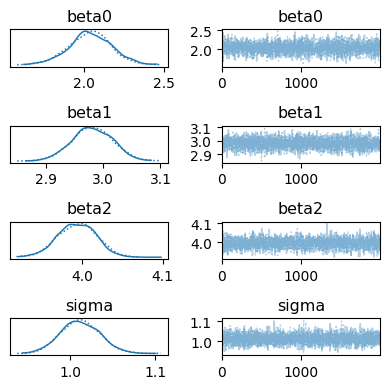 beta0 beta0
2.5
2.0
2.0 2.5 0 1000
beta1 beta1
3.1
3.0
2.9
2.9 3.0 3.1 0 1000
beta2 beta2
4.1
4.0
4.0 4.1 0 1000
sigma sigma
1.1
1.0
1.0 1.1 0 1000